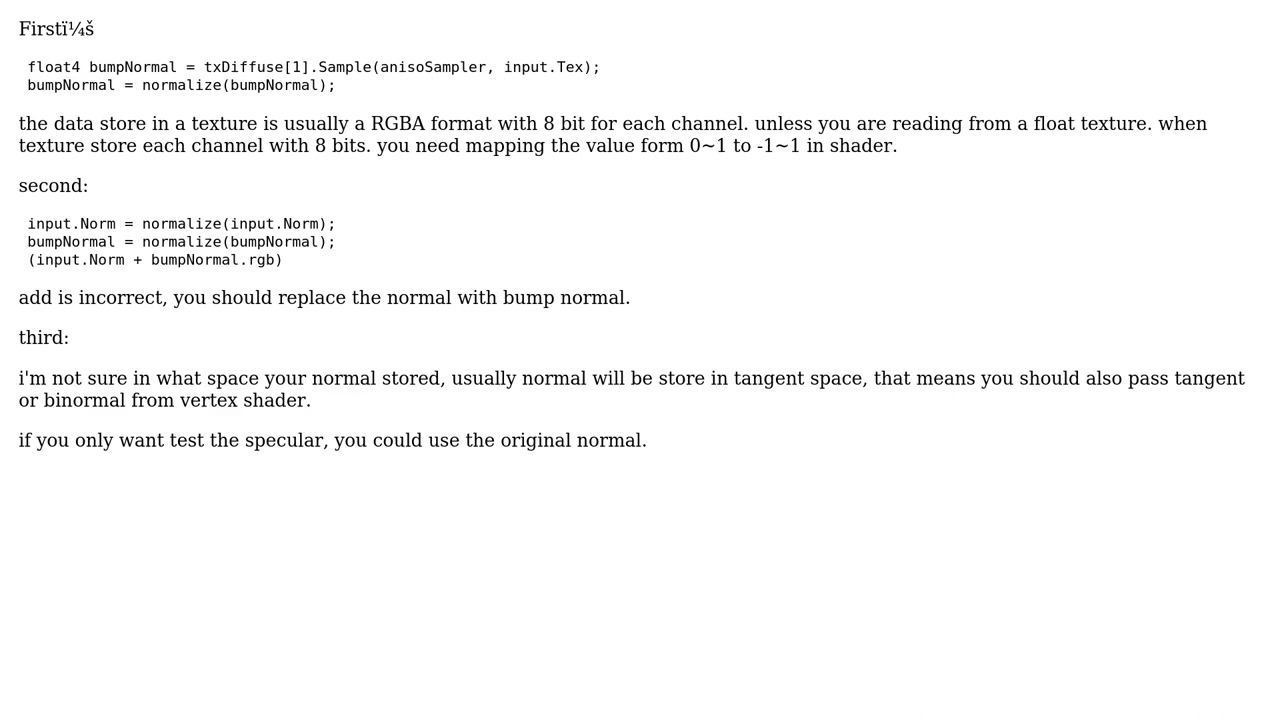 Firstï¼š
float4 bumpNormal = txDiffuse[1].Sample(anisoSampler, input.Tex);
bumpNormal = normalize(bumpNormal);
the data store in a texture is usually a RGBA format with 8 bit for each channel. unless you are reading from a float texture. when
texture store each channel with 8 bits. you need mapping the value form 0~1 to -1~1 in shader.
second:
input.Norm = normalize(input.Norm);
bumpNormal = normalize(bumpNormal);
(input.Norm + bumpNormal.rgb)
add is incorrect, you should replace the normal with bump normal.
third:
i'm not sure in what space your normal stored, usually normal will be store in tangent space, that means you should also pass tangent
or binormal from vertex shader.
if you only want test the specular, you could use the original normal.